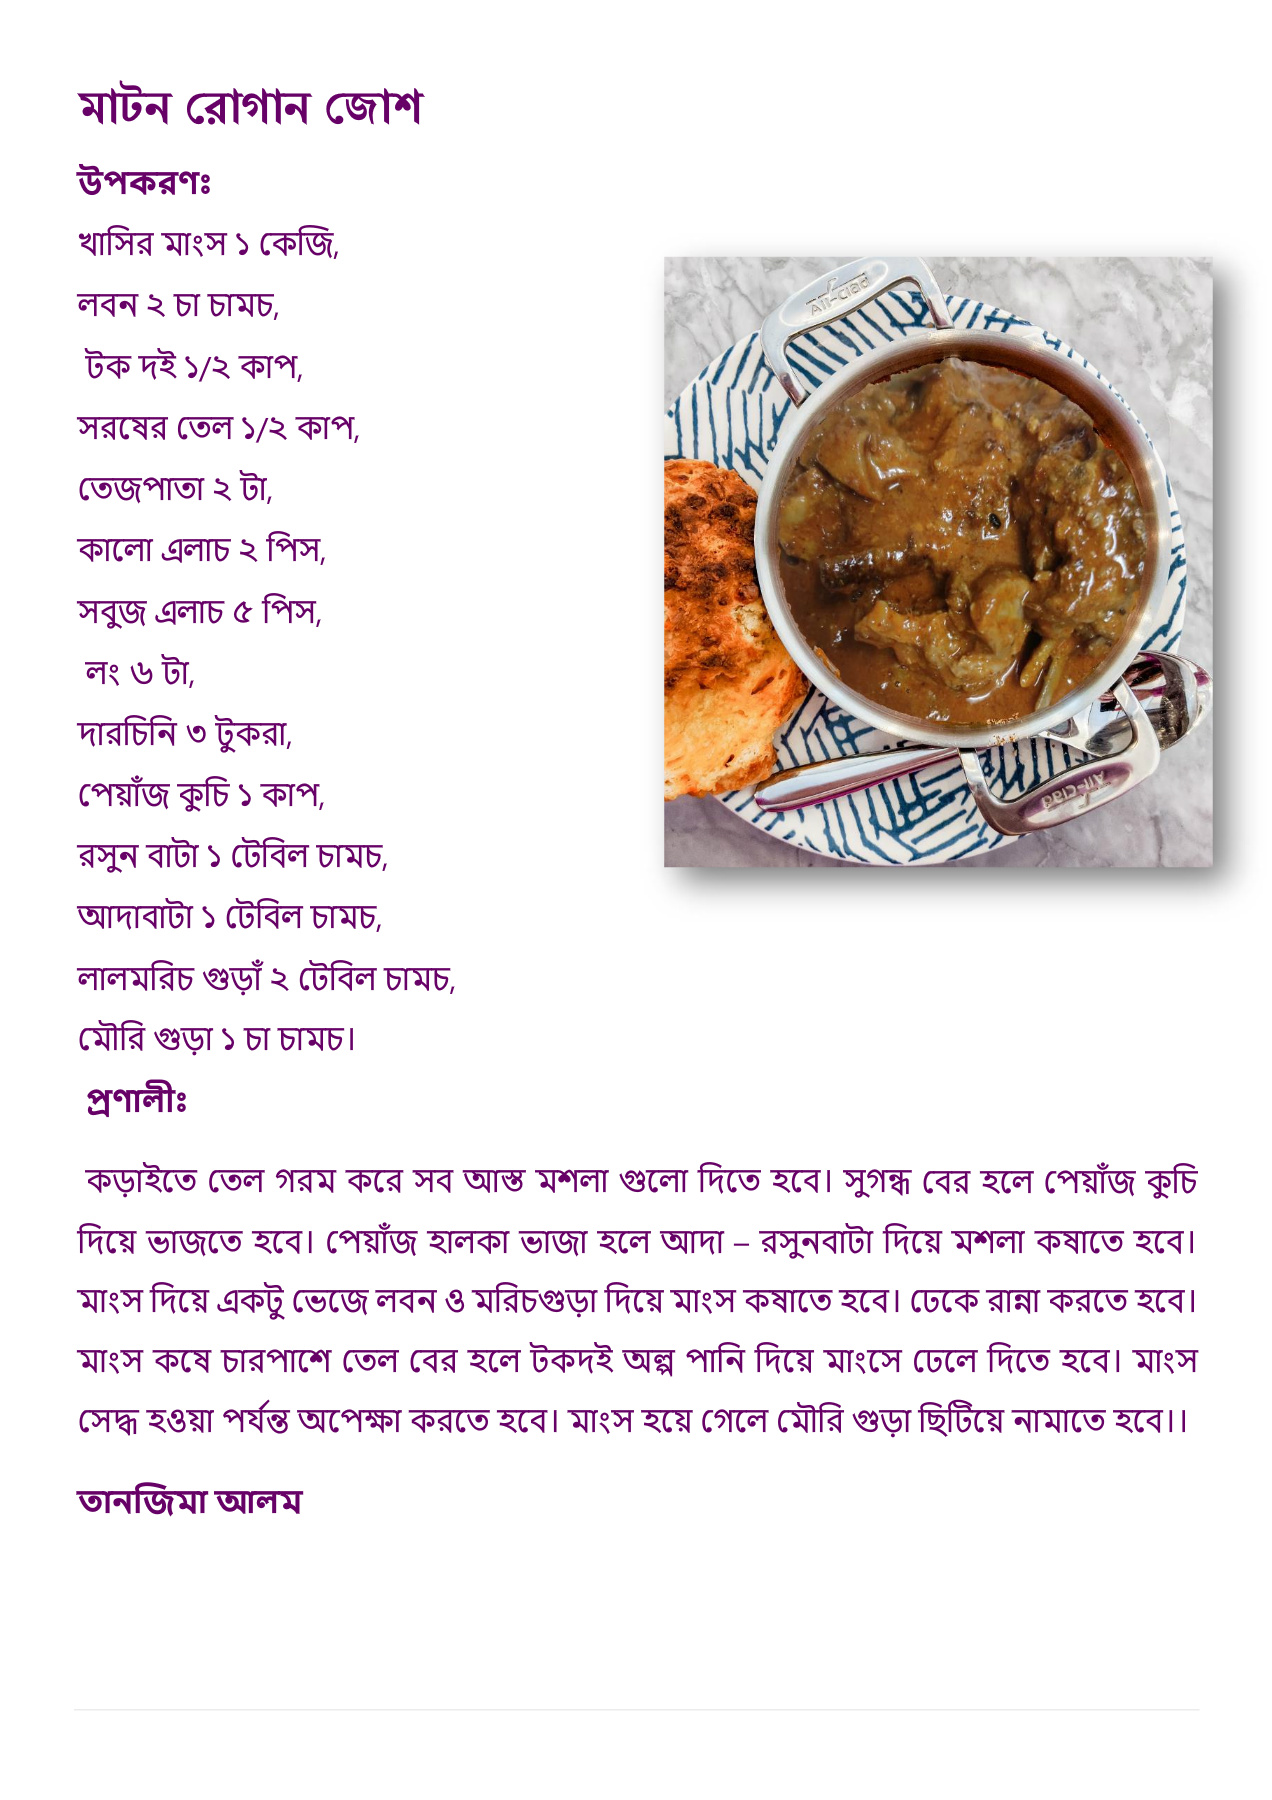 মাটন রোগান জোশ
উপকরণঃ
খাসির মাংস ১ কেজি,
লবন ২ চা চামচ,
টক দই ১/২ কাপ,
সরষের তেল ১/২ কাপ,
তেজপাতা ২ টা,
কালো এলাচ ২ পিস,
সবুজ এলাচ ৫ পিস,
লং ৬ টা,
দারচিনি ৩ টুকরা,
পেয়াঁজ কুচি ১ কাপ,
রসুন বাটা ১ টেবিল চামচ,
আদাবাটা ১ টেবিল চামচ,
লালমরিচ গুড়াঁ ২ টেবিল চামচ,
মৌরি গুড়া ১ চা চামচ।
প্রণালীঃ
কড়াইতে তেল গরম করে সব আস্ত মশলা গুলো দিতে হবে। সুগন্ধ বের হলে পেয়াঁজ কুচি
দিয়ে ভাজতে হবে। পেয়াঁজ হালকা ভাজা হলে আদা – রসুনবাটা দিয়ে মশলা কষাতে হবে।
মাংস দিয়ে একটু ভেজে লবন ও মরিচগুড়া দিয়ে মাংস কষাতে হবে। ঢেকে রান্না করতে হবে।
মাংস কষে চারপাশে তেল বের হলে টকদই অল্প পানি দিয়ে মাংসে ঢেলে দিতে হবে। মাংস
সেদ্ধ হওয়া পর্যন্ত অপেক্ষা করতে হবে। মাংস হয়ে গেলে মৌরি গুড়া ছিটিয়ে নামাতে হবে।।
তানজিমা আলম
All-Clad
All-Clad